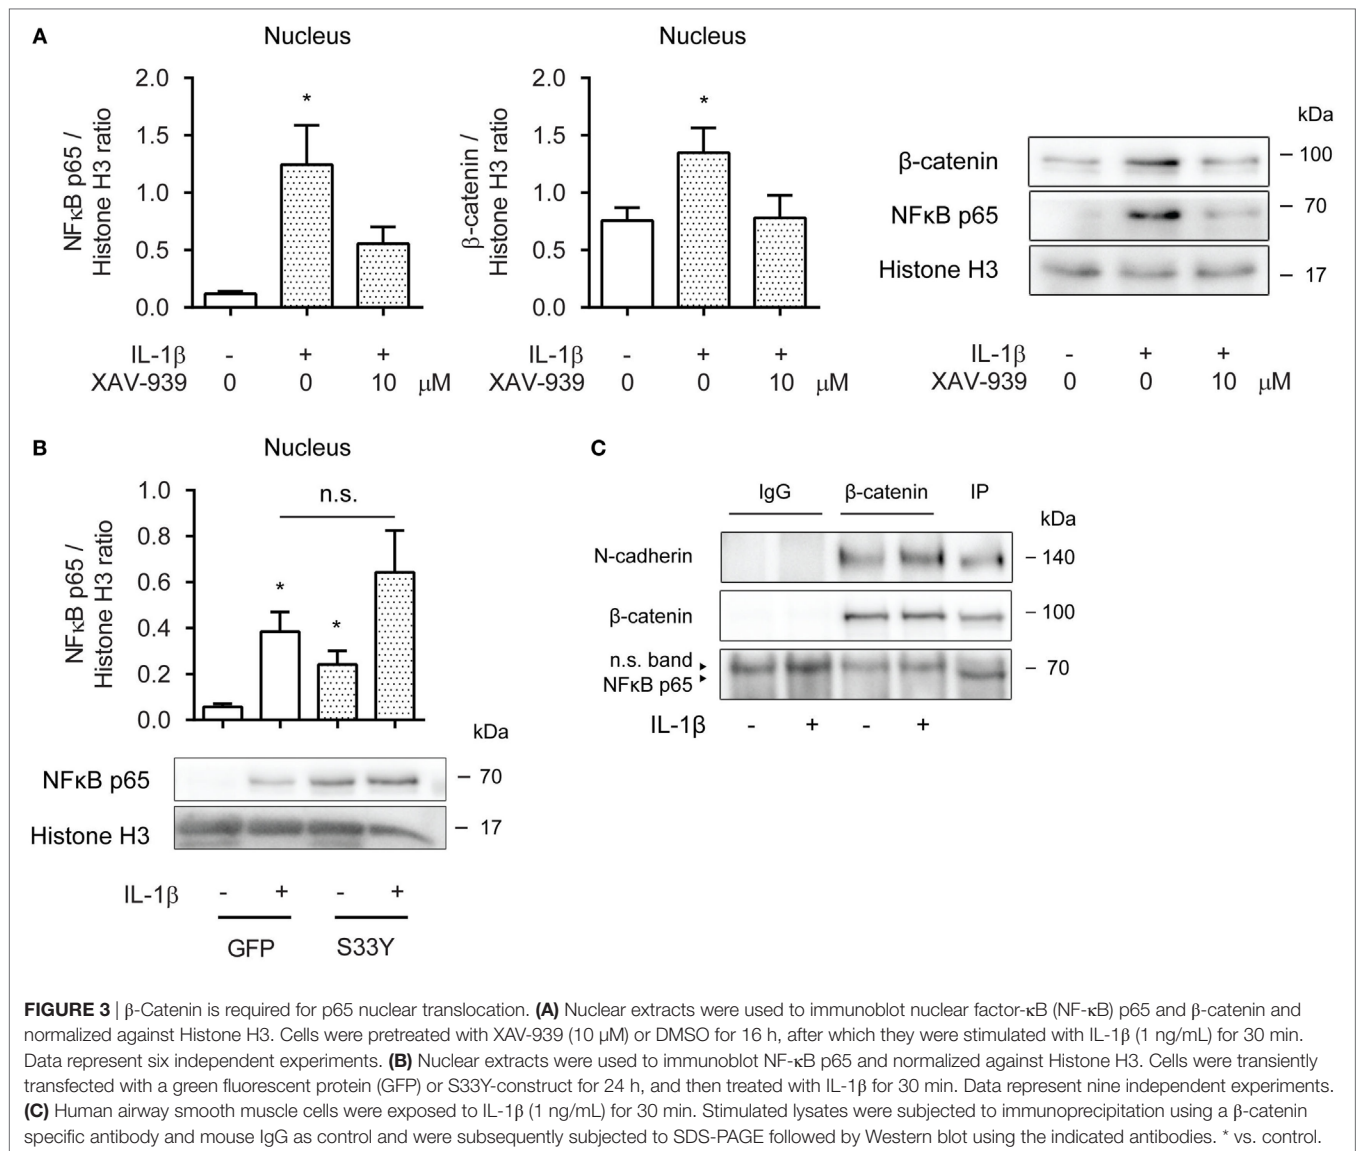 A
Nucleus
NFκB p65 /
Histone H3 ratio
2.0
1.5
1.0
0.5
0.0
*
IL-1β - + +
XAV-939 0 0 10 μM
Nucleus
β-catenin /
Histone H3 ratio
2.0
1.5
1.0
0.5
0.0
*
IL-1β - + +
XAV-939 0 0 10 μM
kDa
β-catenin – 100
NFκB p65 – 70
Histone H3 – 17
IL-1β - + +
XAV-939 0 0 10 μM
B
Nucleus
NFκB p65 /
Histone H3 ratio
1.0
0.8
0.6
0.4
0.2
0.0
n.s.
*
*
kDa
NFκB p65 – 70
Histone H3 – 17
IL-1β - + - +
GFP S33Y
C
IgG β-catenin IP
kDa
N-cadherin – 140
β-catenin – 100
n.s. band – 70
NFκB p65
IL-1β - + - +
FIGURE 3 | β-Catenin is required for p65 nuclear translocation. (A) Nuclear extracts were used to immunoblot nuclear factor-κB (NF-κB) p65 and β-catenin and
normalized against Histone H3. Cells were pretreated with XAV-939 (10 μM) or DMSO for 16 h, after which they were stimulated with IL-1β (1 ng/mL) for 30 min.
Data represent six independent experiments. (B) Nuclear extracts were used to immunoblot NF-κB p65 and normalized against Histone H3. Cells were transiently
transfected with a green fluorescent protein (GFP) or S33Y-construct for 24 h, and then treated with IL-1β for 30 min. Data represent nine independent experiments.
(C) Human airway smooth muscle cells were exposed to IL-1β (1 ng/mL) for 30 min. Stimulated lysates were subjected to immunoprecipitation using a β-catenin
specific antibody and mouse IgG as control and were subsequently subjected to SDS-PAGE followed by Western blot using the indicated antibodies. * vs. control.